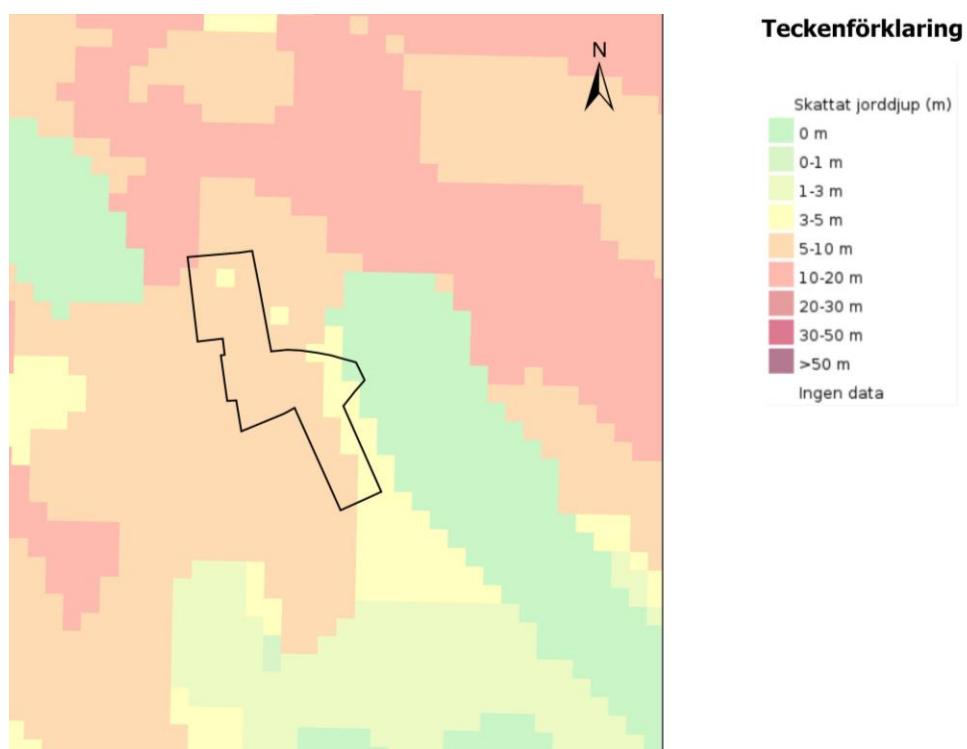 N
Teckenförklaring
Skattat jorddjup (m)
0 m
0-1 m
1-3 m
3-5 m
5-10 m
10-20 m
20-30 m
30-50 m
>50 m
Ingen data